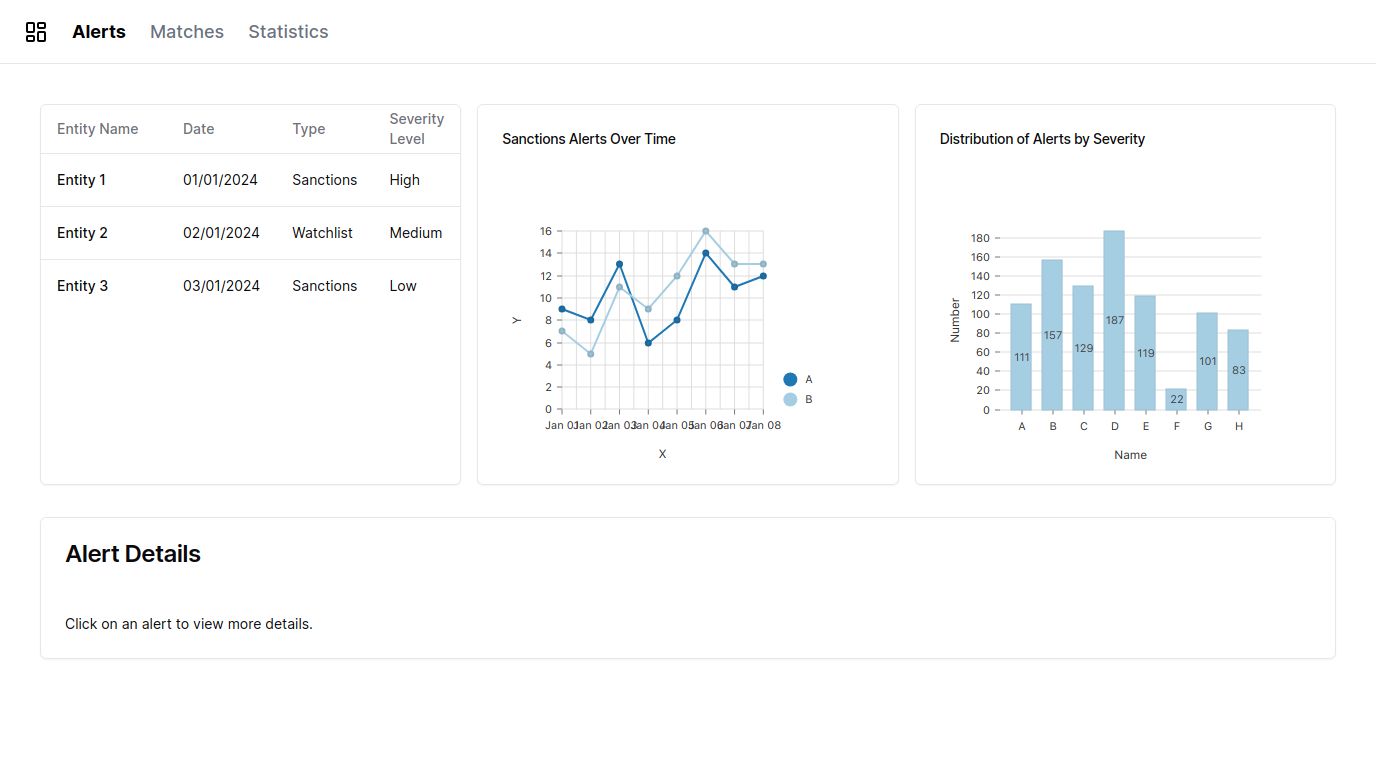 Alerts Matches Statistics
Entity Name Date Type Severity Level
Entity 1 01/01/2024 Sanctions High
Entity 2 02/01/2024 Watchlist Medium
Entity 3 03/01/2024 Sanctions Low
Sanctions Alerts Over Time
16
14
12
10
8
6
4
2
0
Y
Jan 01 Jan 02 Jan 03 Jan 04 Jan 05 Jan 06 Jan 07 Jan 08
X
A
B
Distribution of Alerts by Severity
180
160
140
120
100
80
60
40
20
0
Number
111 157 129 187 119 22 101 83
A B C D E F G H
Name
Alert Details
Click on an alert to view more details.